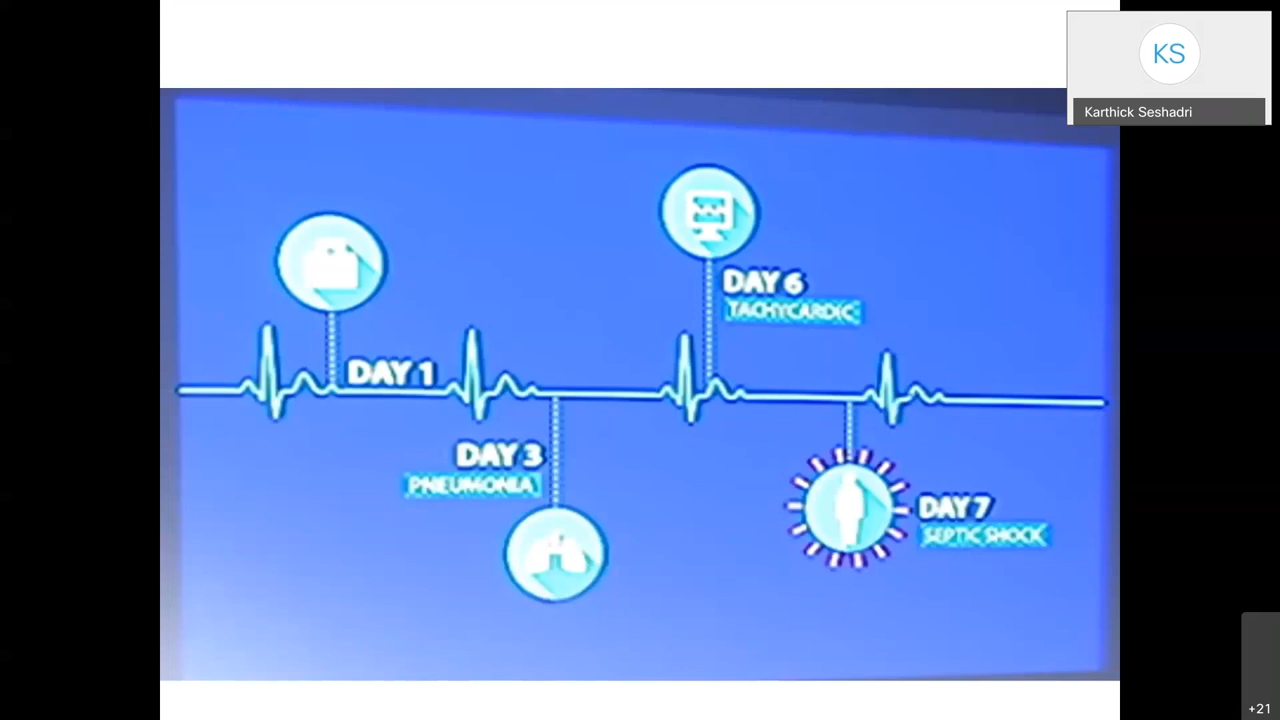 KS
Karthick Seshadri
DAY 1
DAY 3
PNEUMONIA
DAY 6
TACHYCARDIC
DAY 7
SEPTIC SHOCK
+21